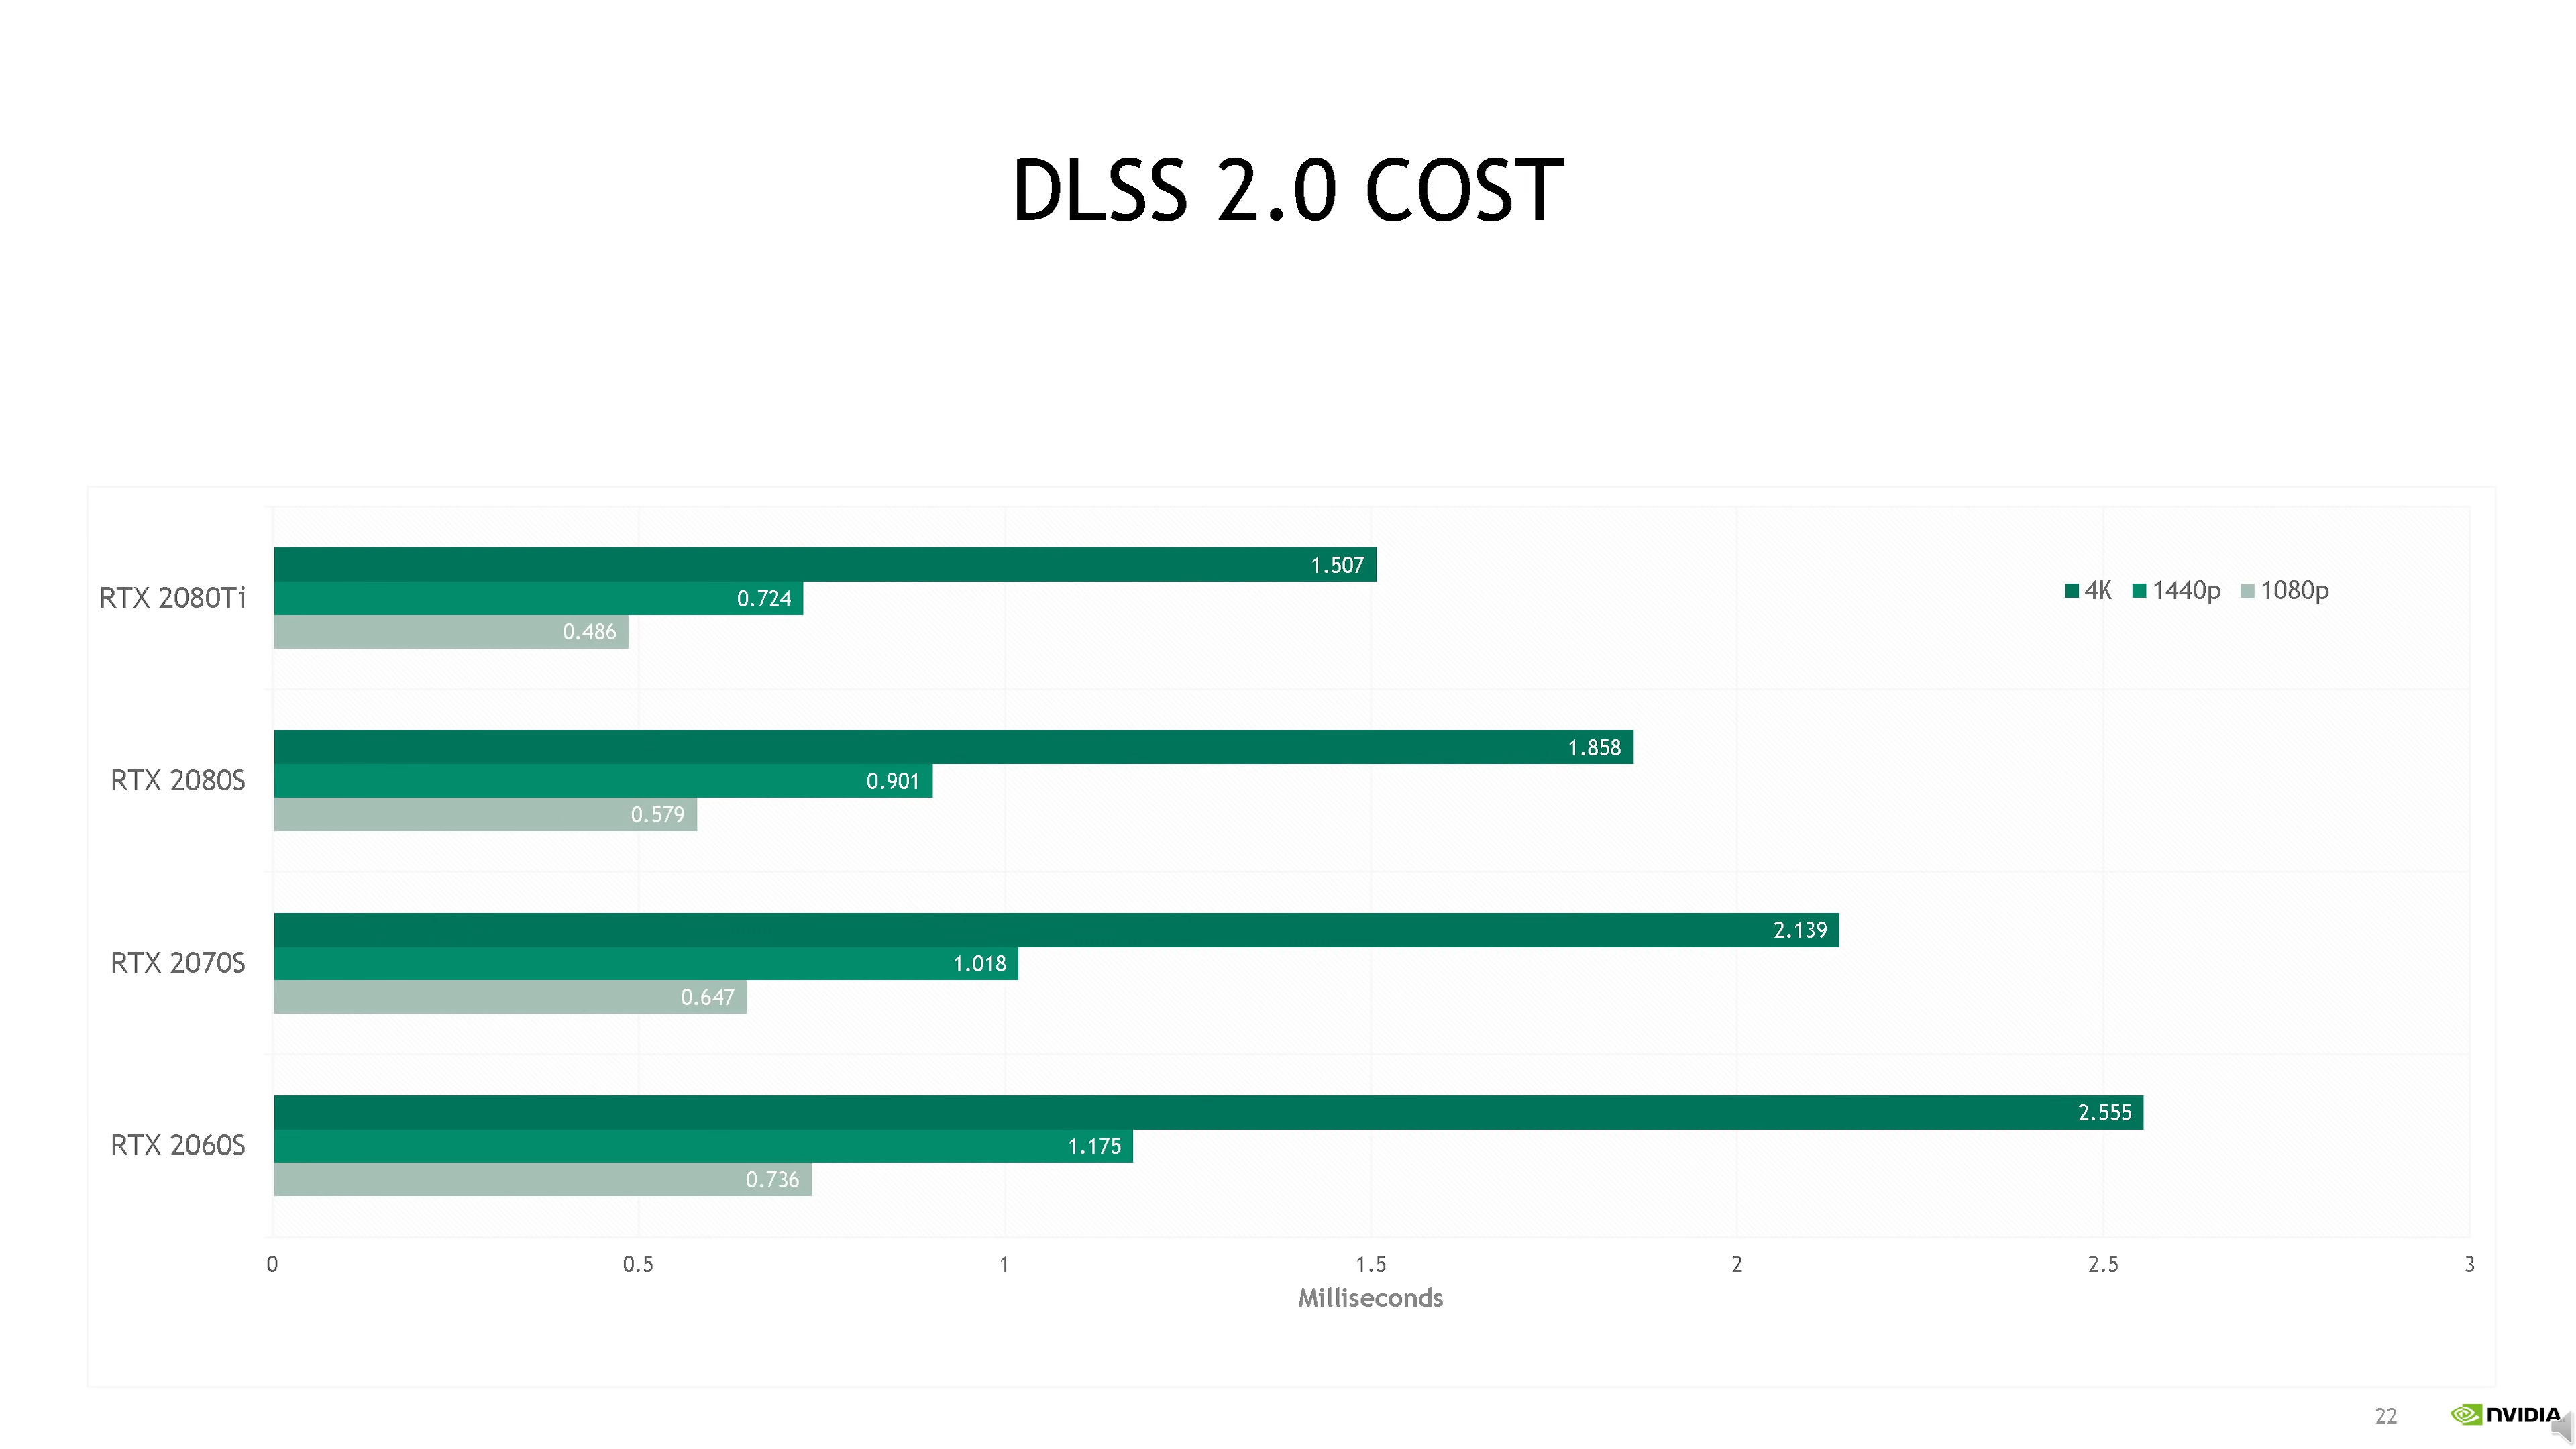 DLSS 2.0 COST
RTX 2080Ti
1.507
0.724
0.486
4K 1440p 1080p
RTX 2080S
1.858
0.901
0.579
RTX 2070S
2.139
1.018
0.647
RTX 2060S
2.555
1.175
0.736
0 0.5 1 1.5 2 2.5 3
Milliseconds
22 NVIDIA